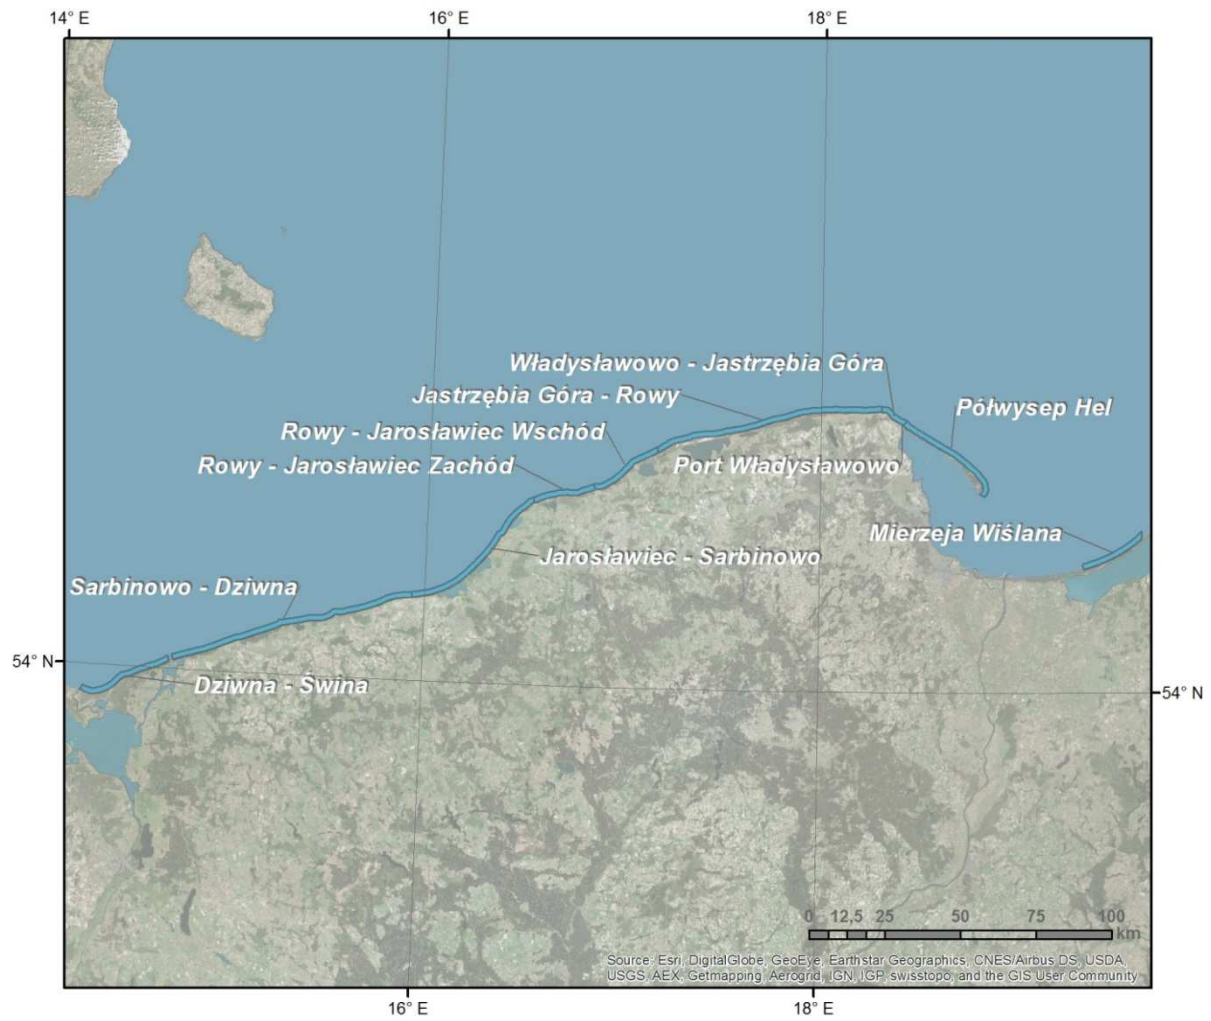 14° E
16° E
18° E
Władysławowo - Jastrzębia Góra
Jastrzębia Góra - Rowy
Półwysep Hel
Rowy - Jarosławiec Wschód
Rowy - Jarosławiec Zachód
Port Władysławowo
Mierzeja Wiślana
Jarosławiec - Sarbinowo
Sarbinowo - Dziwna
54° N
Dziwna - Świna
54° N
0 12,5 25 50 75 100
km
Source: Esri, DigitalGlobe, GeoEye, Earthstar Geographics, CNES/Airbus DS, USDA,
USGS, AEX, Getmapping, Aerogrid, IGN, IGP, swisstopo, and the GIS User Community
16° E
18° E